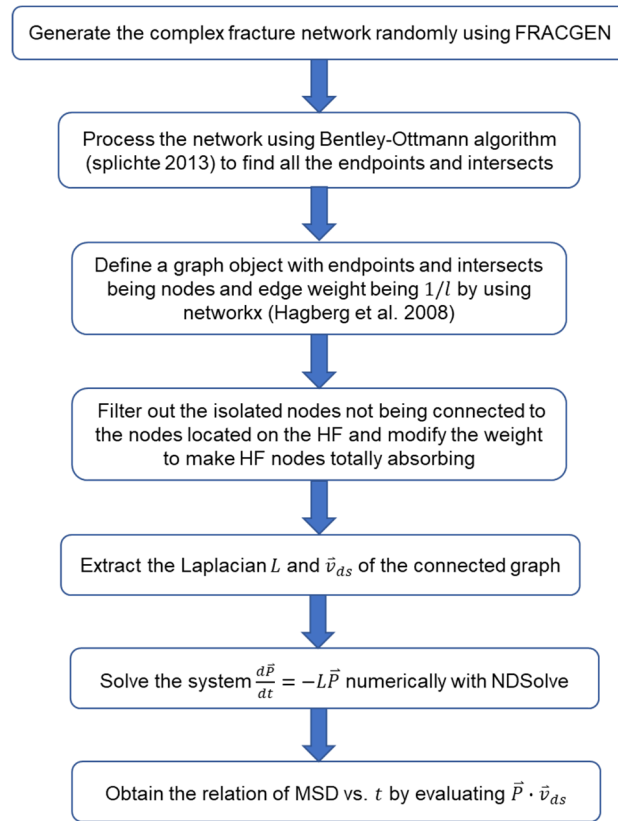 Generate the complex fracture network randomly using FRACGEN
Process the network using Bentley-Ottmann algorithm
(splichte 2013) to find all the endpoints and intersects
Define a graph object with endpoints and intersects
being nodes and edge weight being 1/l by using
networkx (Hagberg et al. 2008)
Filter out the isolated nodes not being connected to
the nodes located on the HF and modify the weight
to make HF nodes totally absorbing
Extract the Laplacian L and v⃗_ds of the connected graph
Solve the system dP⃗/dt = −LP⃗ numerically with NDSolve
Obtain the relation of MSD vs. t by evaluating P⃗ · v⃗_ds